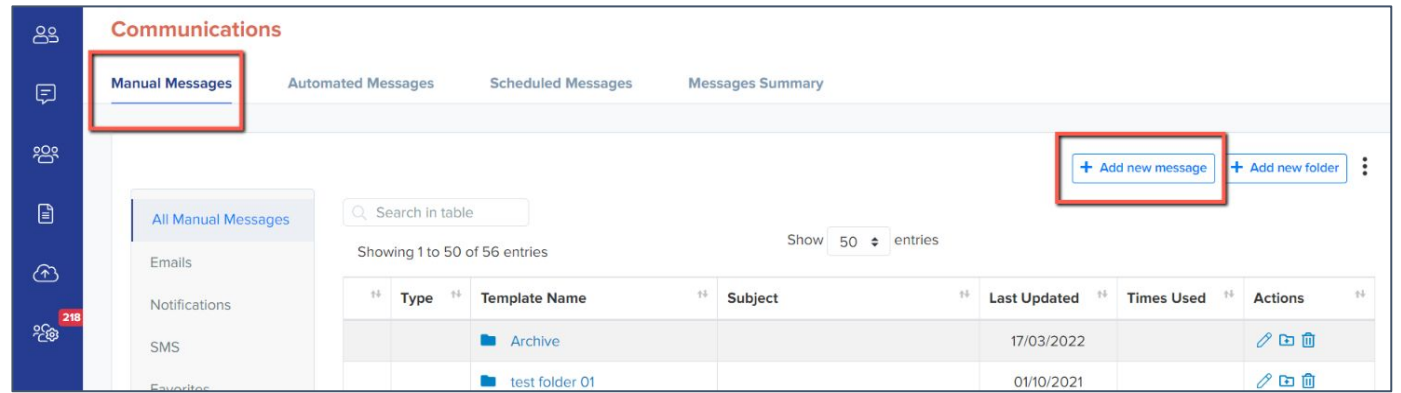 Communications
Manual Messages Automated Messages Scheduled Messages Messages Summary
+ Add new message + Add new folder
All Manual Messages
Emails
Notifications
218
SMS
Favorites
Search in table
Showing 1 to 50 of 56 entries
Show 50 entries
Type Template Name Subject Last Updated Times Used Actions
Archive 17/03/2022
test folder 01 01/10/2021